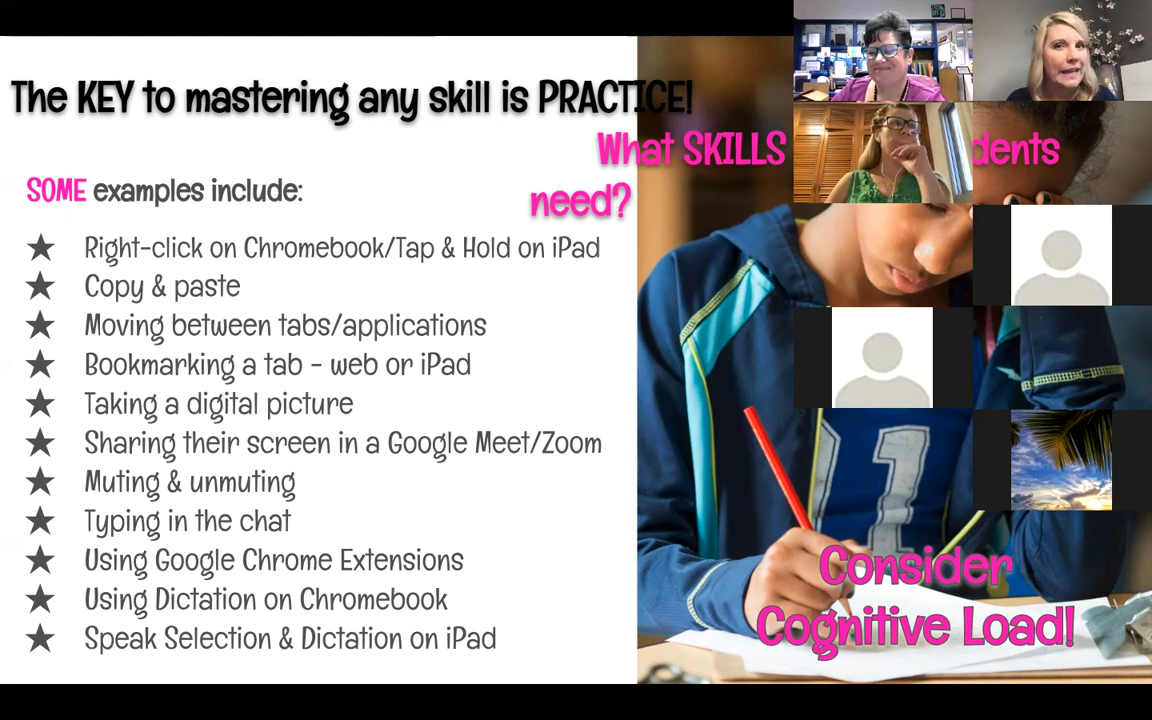 The KEY to mastering any skill is PRACTICE!
What SKILLS dents
need?
SOME examples include:
★ Right-click on Chromebook/Tap & Hold on iPad
★ Copy & paste
★ Moving between tabs/applications
★ Bookmarking a tab - web or iPad
★ Taking a digital picture
★ Sharing their screen in a Google Meet/Zoom
★ Muting & unmuting
★ Typing in the chat
★ Using Google Chrome Extensions
★ Using Dictation on Chromebook
★ Speak Selection & Dictation on iPad
Consider
Cognitive Load!